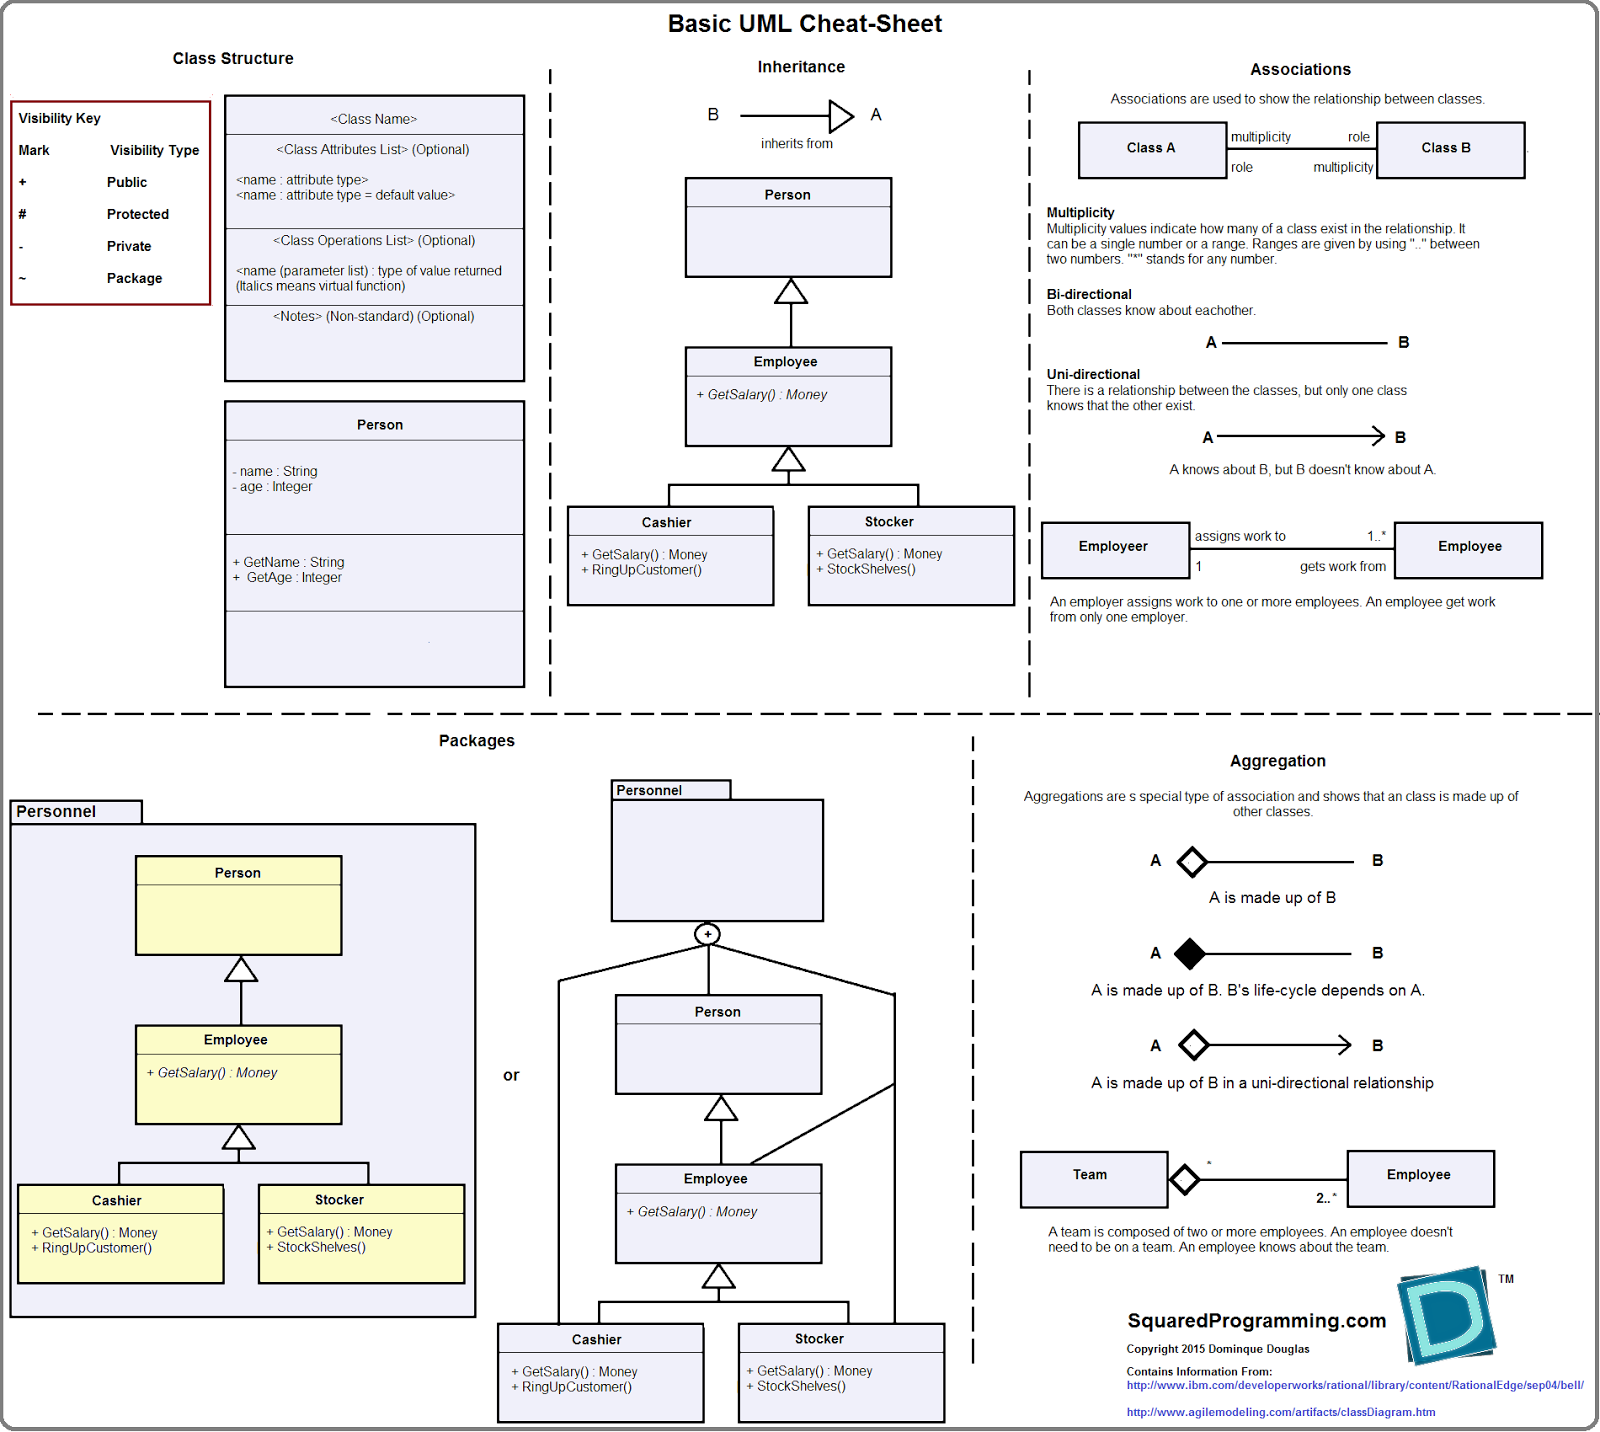 Basic UML Cheat-Sheet
Class Structure
Visibility Key
Mark Visibility Type
+ Public
# Protected
- Private
~ Package
<Class Name>
<Class Attributes List> (Optional)
<name : attribute type>
<name : attribute type = default value>
<Class Operations List> (Optional)
<name (parameter list) : type of value returned
(Italics means virtual function)
<Notes> (Non-standard) (Optional)
Person
- name : String
- age : Integer
+ GetName : String
+ GetAge : Integer
Inheritance
B A
inherits from
Person
Employee
+ GetSalary() : Money
Cashier
+ GetSalary() : Money
+ RingUpCustomer()
Stocker
+ GetSalary() : Money
+ StockShelves()
Associations
Associations are used to show the relationship between classes.
Class A multiplicity role Class B
role multiplicity
Multiplicity
Multiplicity values indicate how many of a class exist in the relationship. It
can be a single number or a range. Ranges are given by using ".." between
two numbers. "*" stands for any number.
Bi-directional
Both classes know about eachother.
A B
Uni-directional
There is a relationship between the classes, but only one class
knows that the other exist.
A B
A knows about B, but B doesn't know about A.
Employeer assigns work to 1..* Employee
1 gets work from
An employer assigns work to one or more employees. An employee get work
from only one employer.
Packages
Personnel
Person
Employee
+ GetSalary() : Money
Cashier
+ GetSalary() : Money
+ RingUpCustomer()
Stocker
+ GetSalary() : Money
+ StockShelves()
or
Personnel
+
Person
Employee
+ GetSalary() : Money
Cashier
+ GetSalary() : Money
+ RingUpCustomer()
Stocker
+ GetSalary() : Money
+ StockShelves()
Aggregation
Aggregations are s special type of association and shows that an class is made up of
other classes.
A B
A is made up of B
A B
A is made up of B. B's life-cycle depends on A.
A B
A is made up of B in a uni-directional relationship
Team * Employee
2..*
A team is composed of two or more employees. An employee doesn't
need to be on a team. An employee knows about the team.
D TM
SquaredProgramming.com
Copyright 2015 Dominque Douglas
Contains Information From:
http://www.ibm.com/developerworks/rational/library/content/RationalEdge/sep04/bell/
http://www.agilemodeling.com/artifacts/classDiagram.htm